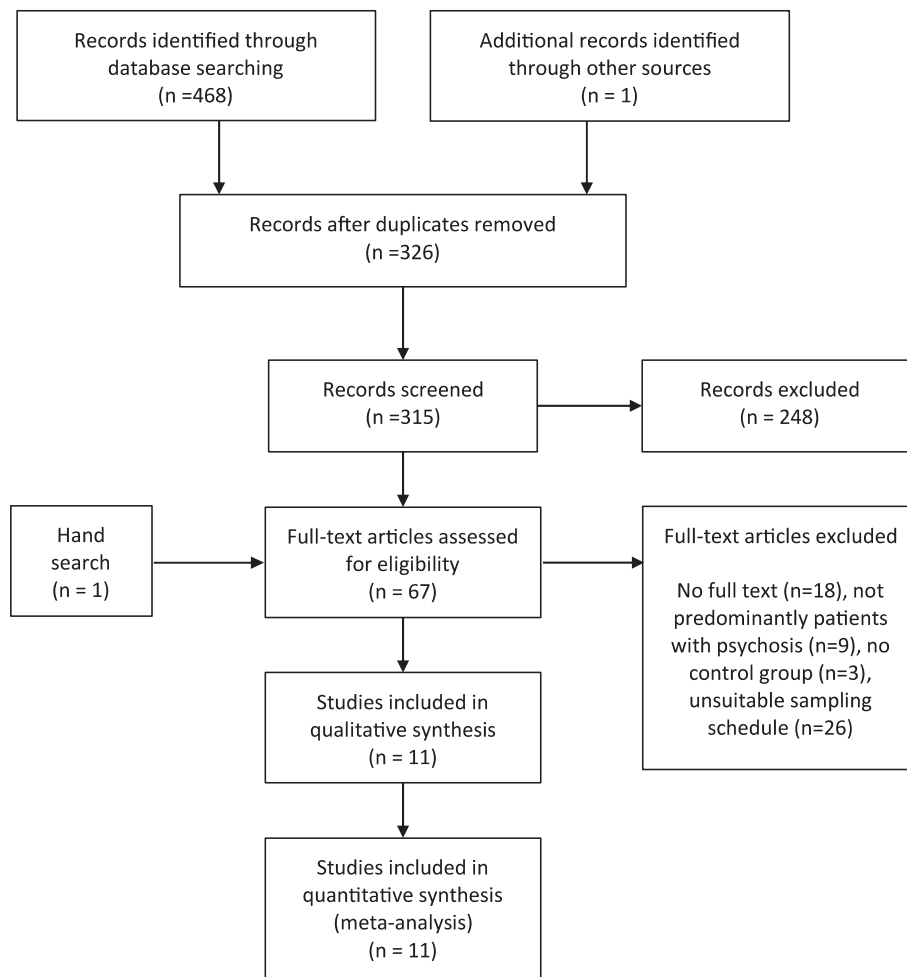 Records identified through
database searching
(n =468)
Additional records identified
through other sources
(n = 1)
Records after duplicates removed
(n =326)
Records screened
(n =315)
Records excluded
(n = 248)
Hand
search
(n = 1)
Full-text articles assessed
for eligibility
(n = 67)
Full-text articles excluded
No full text (n=18), not
predominantly patients
with psychosis (n=9), no
control group (n=3),
unsuitable sampling
schedule (n=26)
Studies included in
qualitative synthesis
(n = 11)
Studies included in
quantitative synthesis
(meta-analysis)
(n = 11)